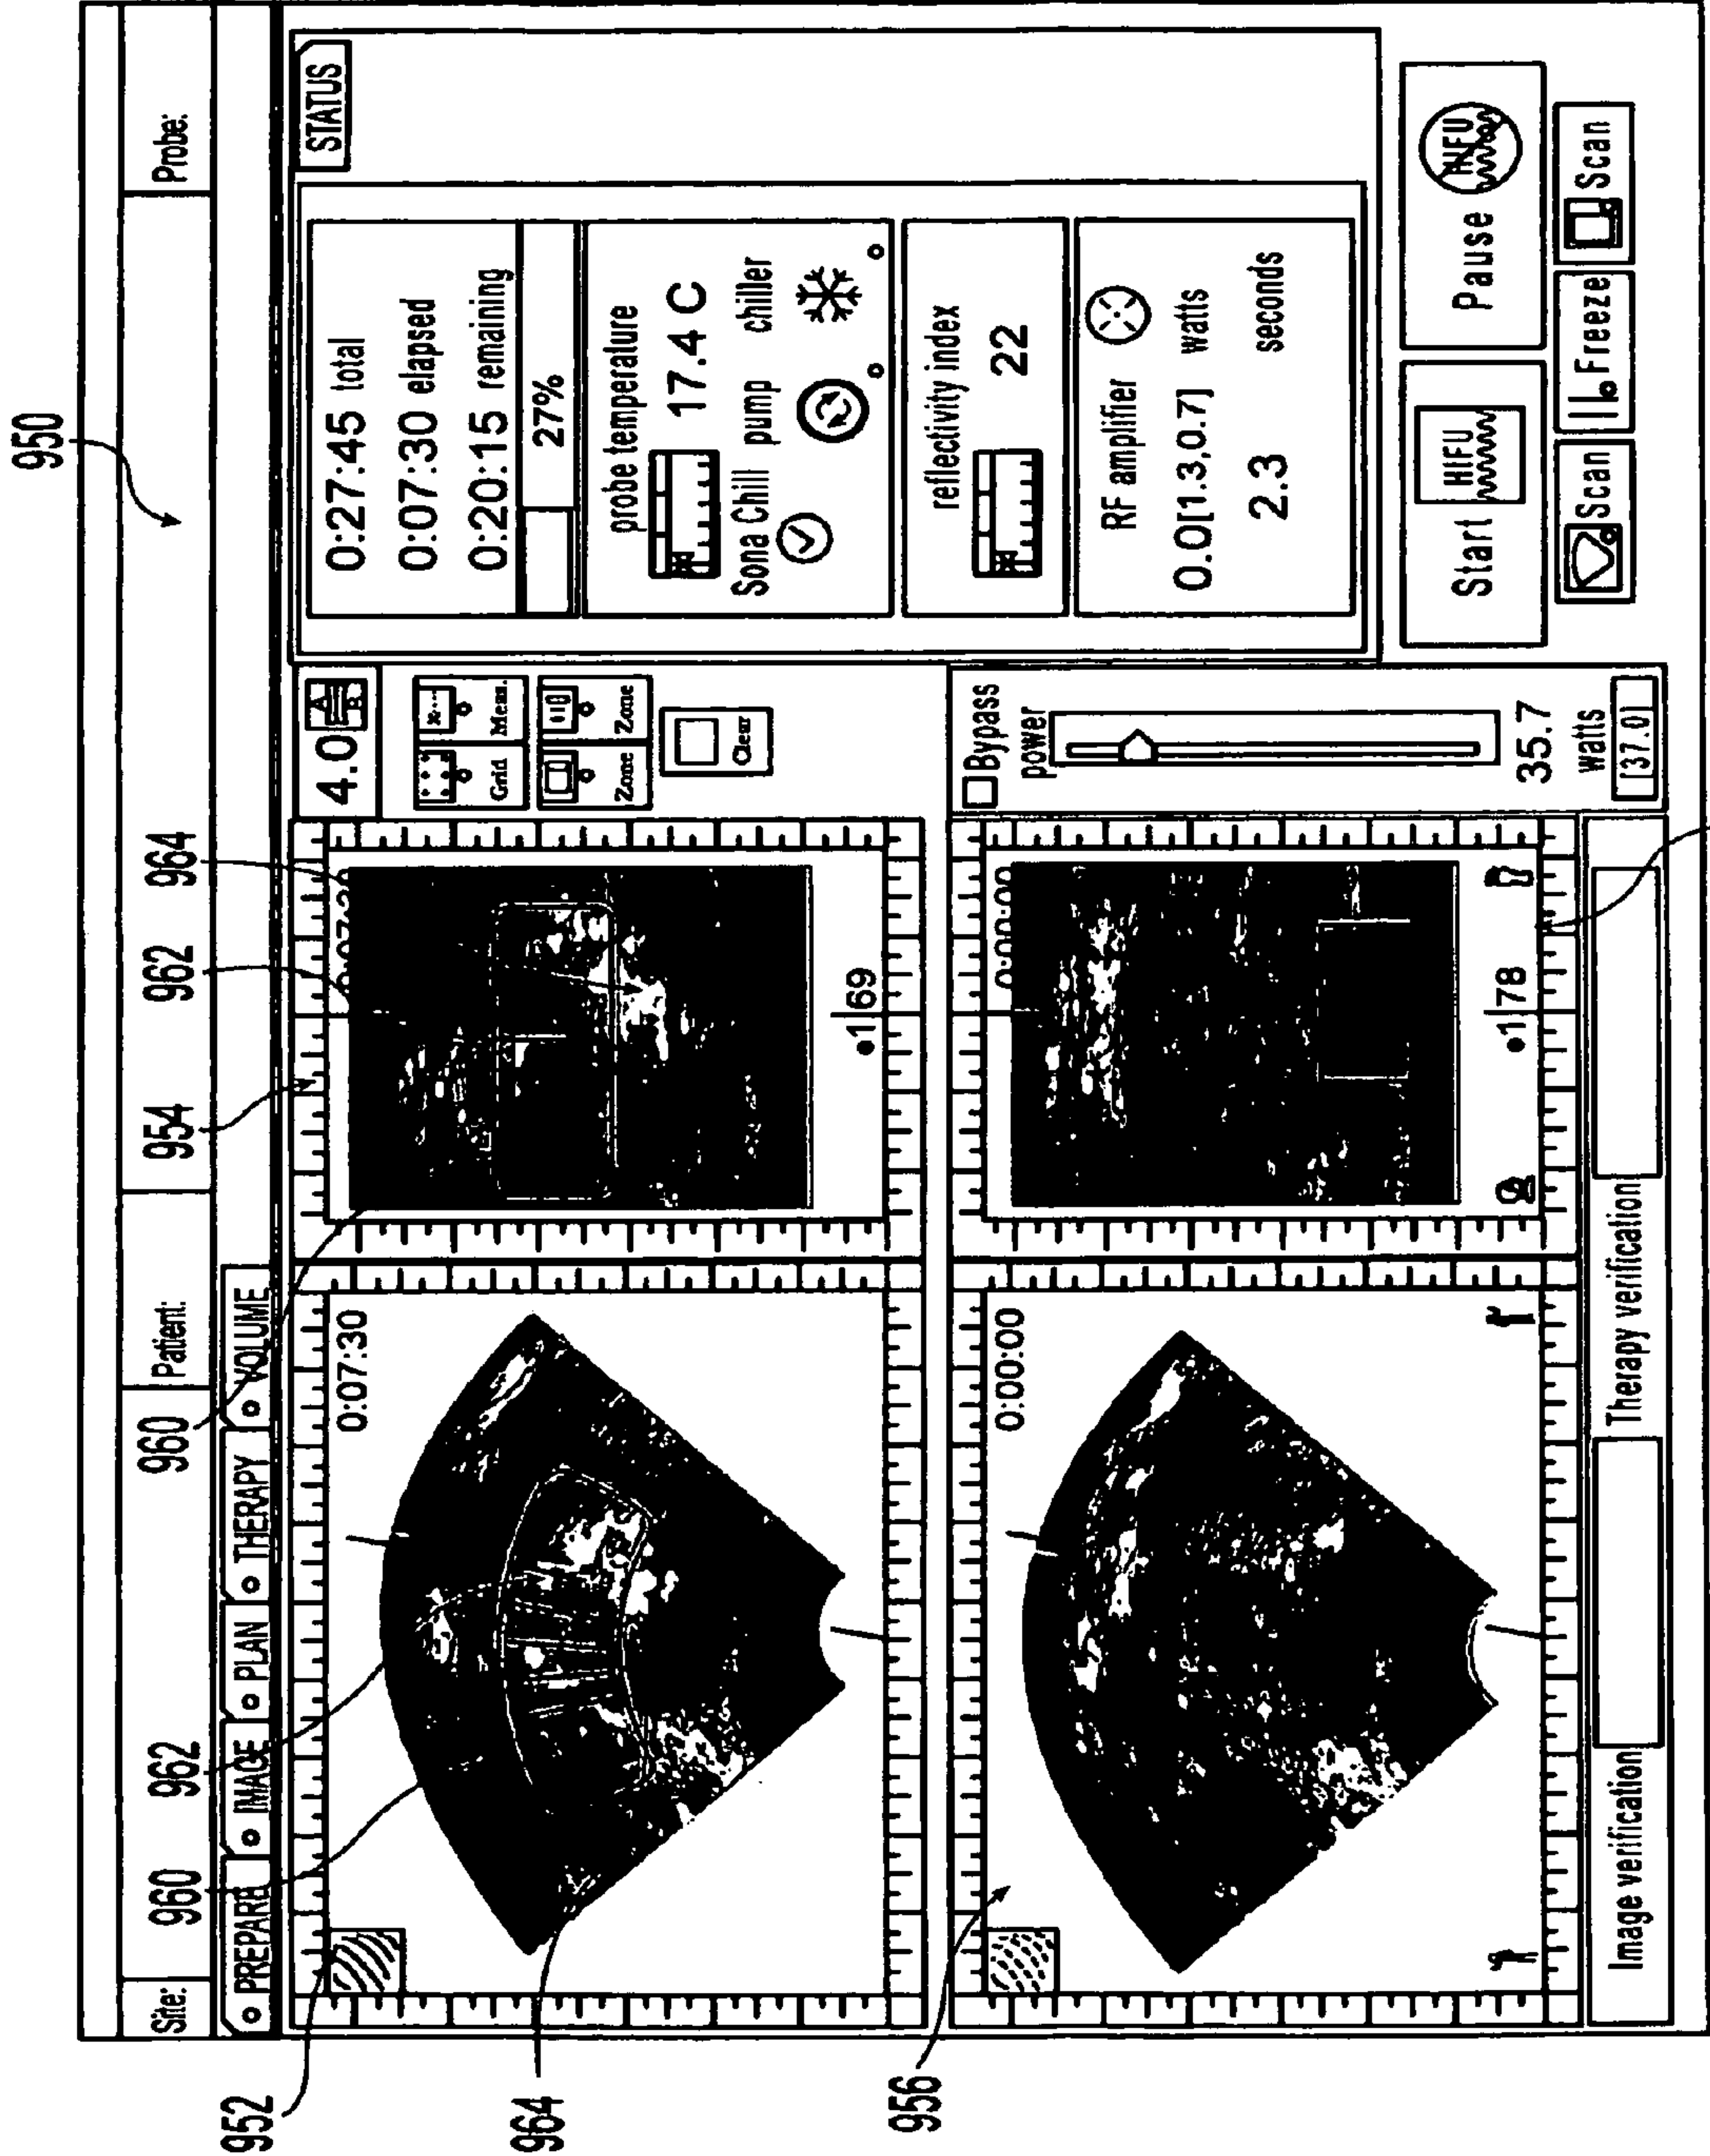 950
Site:
Patient:
Probe:
960
962
960
954
962
964
PREPARE
IMAGE
PLAN
THERAPY
VOLUME
952
964
956
0:07:30
•1|69
4.0
A
B
Grid
Meas.
Zone
Zone
Clear
STATUS
0:27:45 total
0:07:30 elapsed
0:20:15 remaining
27%
probe temperature
17.4 C
Sona Chill pump chiller
reflectivity index
22
RF amplifier
0.0[1.3,0.7] watts
2.3 seconds
0:00:00
0:00:00
•1|78
Bypass
power
35.7
watts
[37.0]
Start HIFU
Pause HIFU
Scan
Freeze
Scan
Image verification
Therapy verification